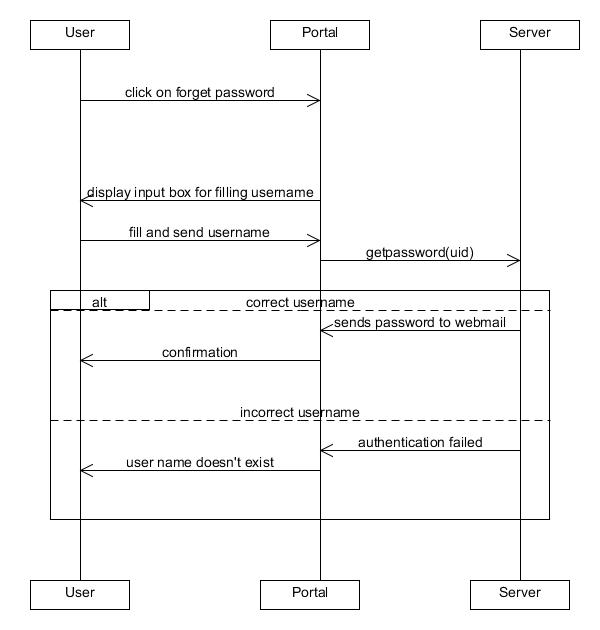 User
Portal
Server
click on forget password
display input box for filling username
fill and send username
getpassword(uid)
alt
correct username
sends password to webmail
confirmation
incorrect username
authentication failed
user name doesn't exist
User
Portal
Server